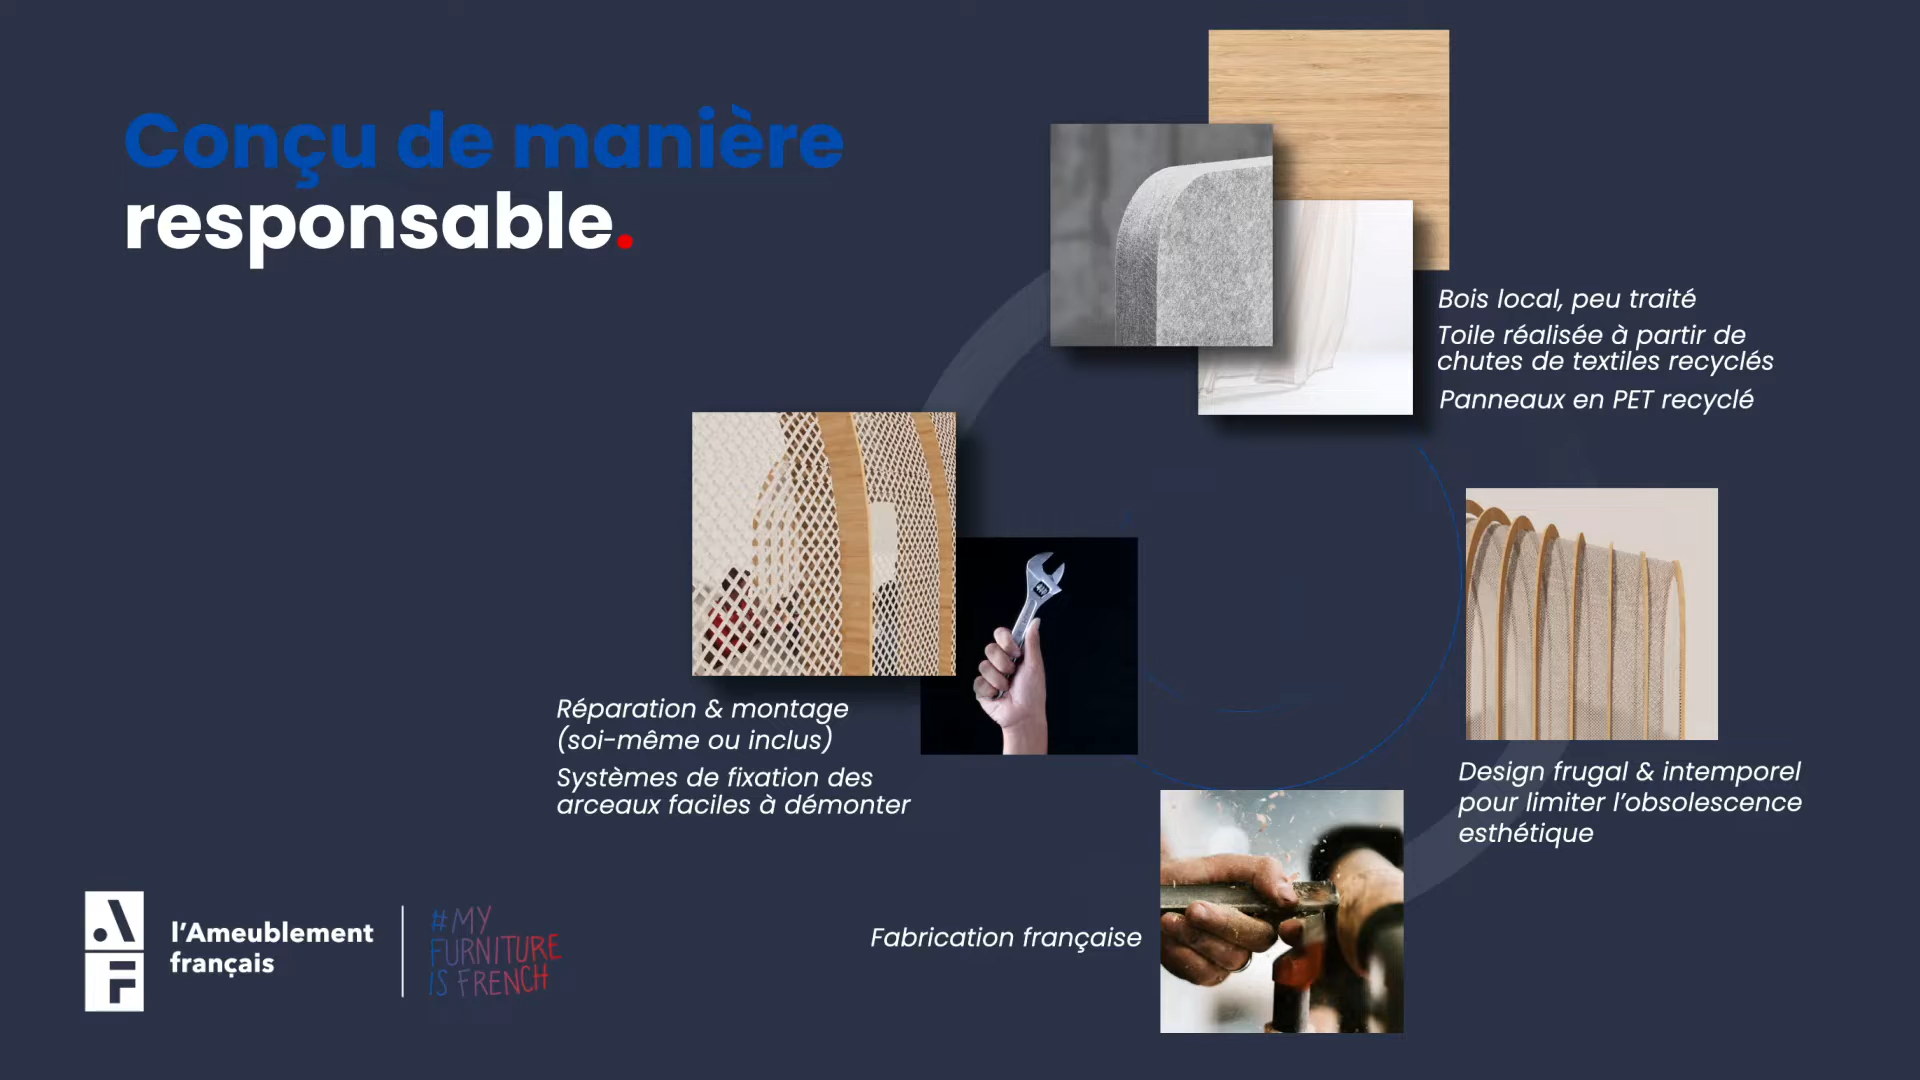 Conçu de manière
responsable.
Bois local, peu traité
Toile réalisée à partir de
chutes de textiles recyclés
Panneaux en PET recyclé
Réparation & montage
(soi-même ou inclus)
Systèmes de fixation des
arceaux faciles à démonter
Design frugal & intemporel
pour limiter l'obsolescence
esthétique
Fabrication française
AF
l'Ameublement
français
#MY
FURNITURE
IS FRENCH